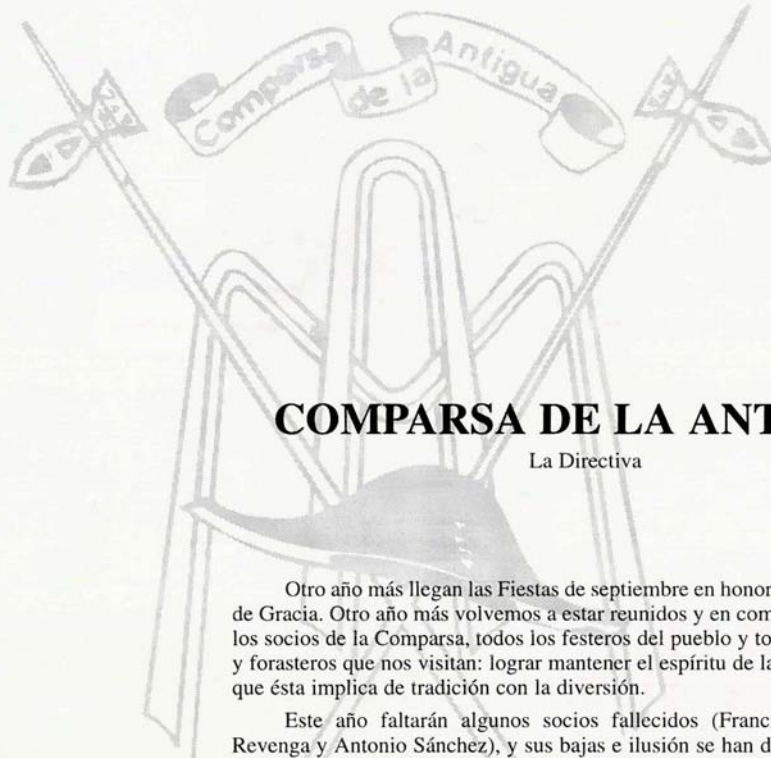 Comparsa de la Antigua
COMPARSA DE LA ANT
La Directiva
Otro año más llegan las Fiestas de septiembre en honor
de Gracia. Otro año más volvemos a estar reunidos y en com
los socios de la Comparsa, todos los festeros del pueblo y to
y forasteros que nos visitan: lograr mantener el espíritu de la
que ésta implica de tradición con la diversión.
Este año faltarán algunos socios fallecidos (Franc
Revenga y Antonio Sánchez), y sus bajas e ilusión se han d